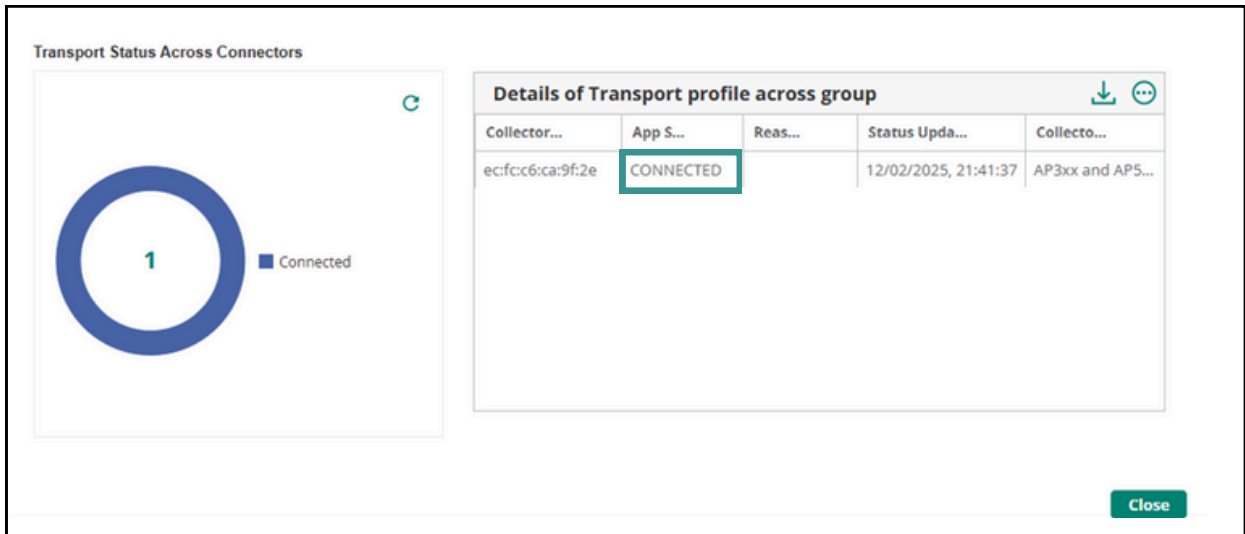 Transport Status Across Connectors
1
Connected
Details of Transport profile across group
Collector... App S... Reas... Status Upda... Collecto...
ec:fc:c6:ca:9f:2e CONNECTED 12/02/2025, 21:41:37 AP3xx and AP5...
Close